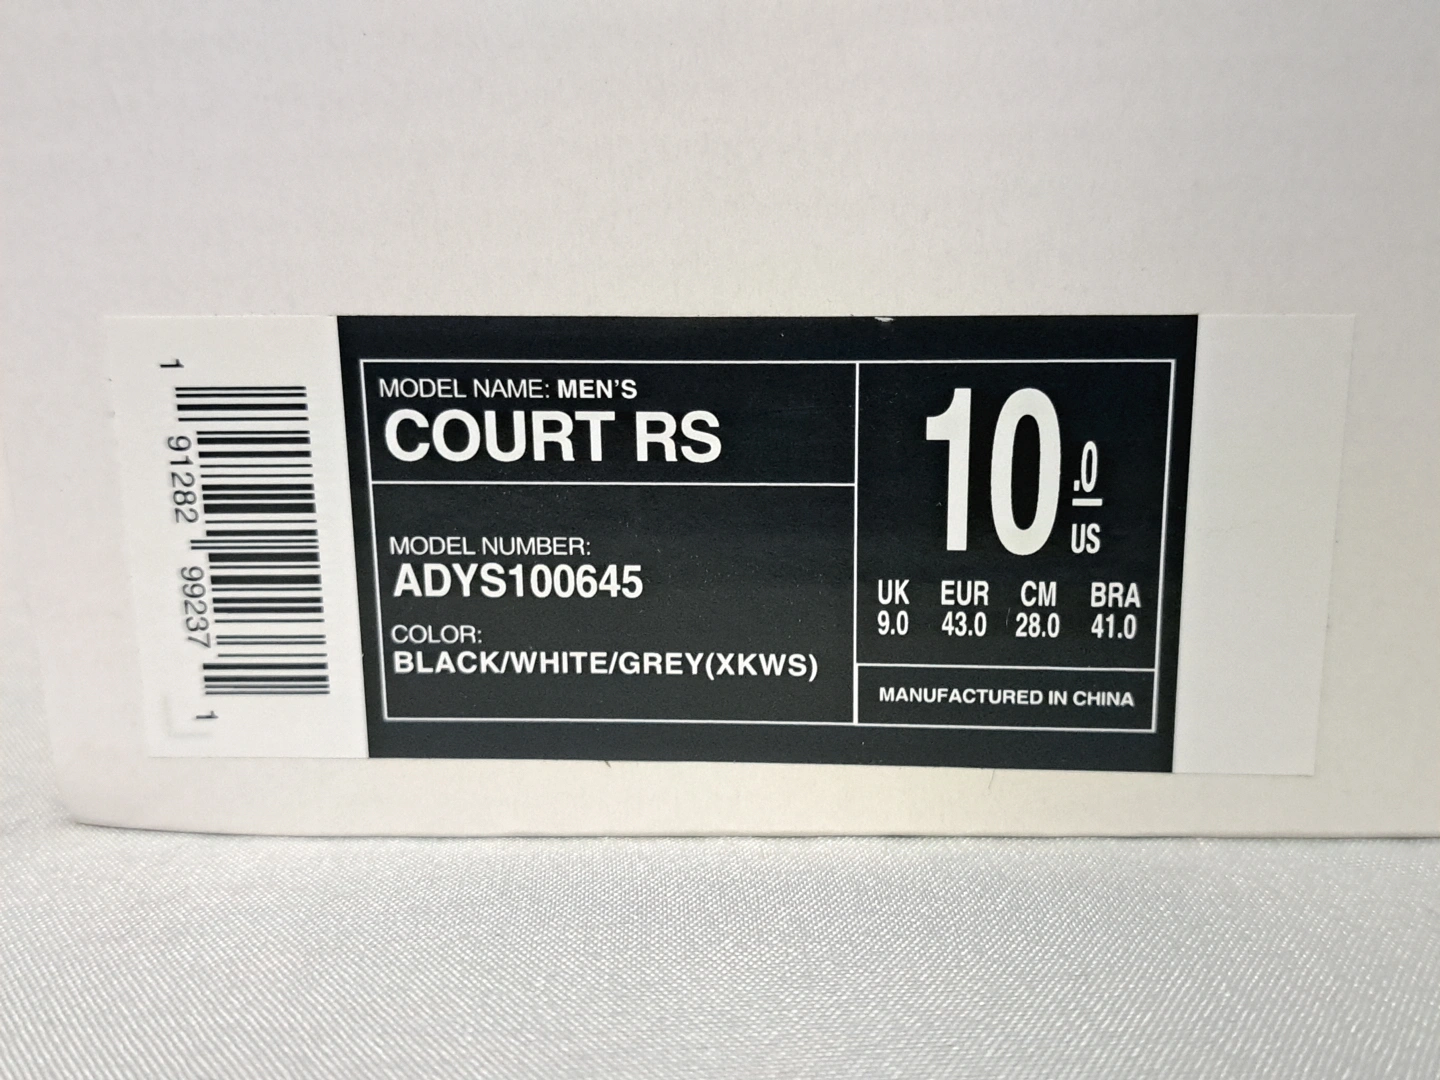 1 91282 99237 1
MODEL NAME: MEN'S
COURT RS
MODEL NUMBER:
ADYS100645
COLOR:
BLACK/WHITE/GREY(XKWS)
10.0
US
UK EUR CM BRA
9.0 43.0 28.0 41.0
MANUFACTURED IN CHINA